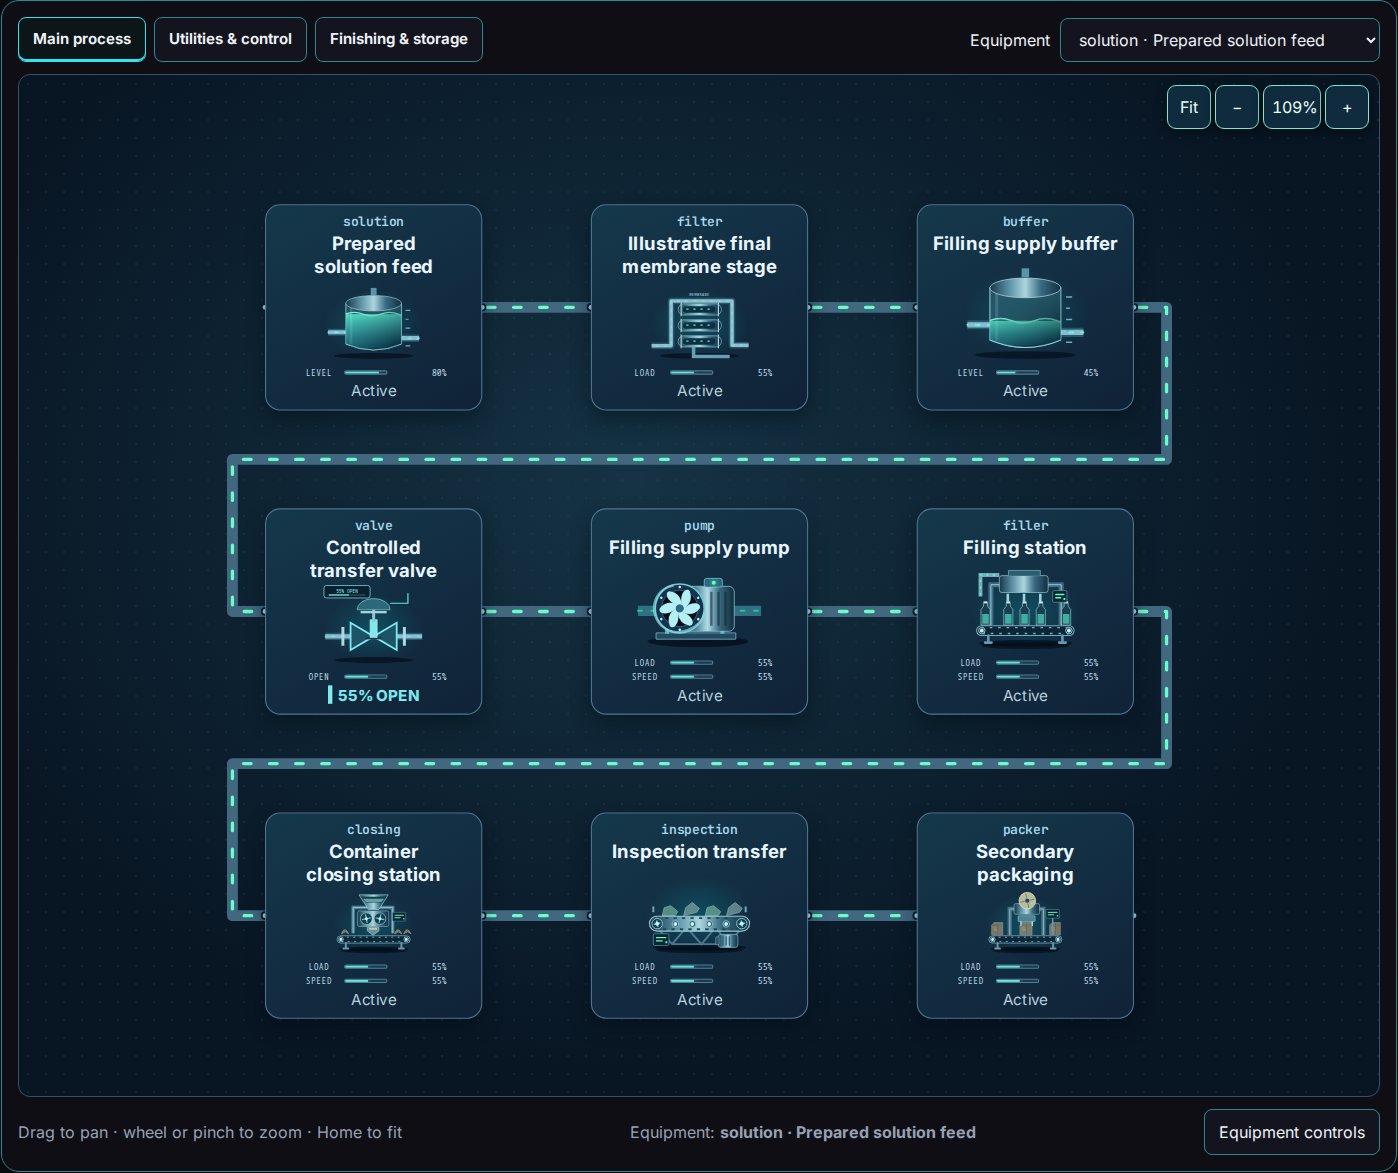 Main process
Utilities & control
Finishing & storage
Equipment
solution · Prepared solution feed
Fit
−
109%
+
solution
Prepared
solution feed
LEVEL 80%
Active
filter
Illustrative final
membrane stage
MEMBRANE
LOAD 55%
Active
buffer
Filling supply buffer
LEVEL 45%
Active
valve
Controlled
transfer valve
55% OPEN
OPEN 55%
55% OPEN
pump
Filling supply pump
LOAD 55%
SPEED 55%
Active
filler
Filling station
LOAD 55%
SPEED 55%
Active
closing
Container
closing station
LOAD 55%
SPEED 55%
Active
inspection
Inspection transfer
LOAD 55%
SPEED 55%
Active
packer
Secondary
packaging
LOAD 55%
SPEED 55%
Active
Drag to pan · wheel or pinch to zoom · Home to fit
Equipment: solution · Prepared solution feed
Equipment controls